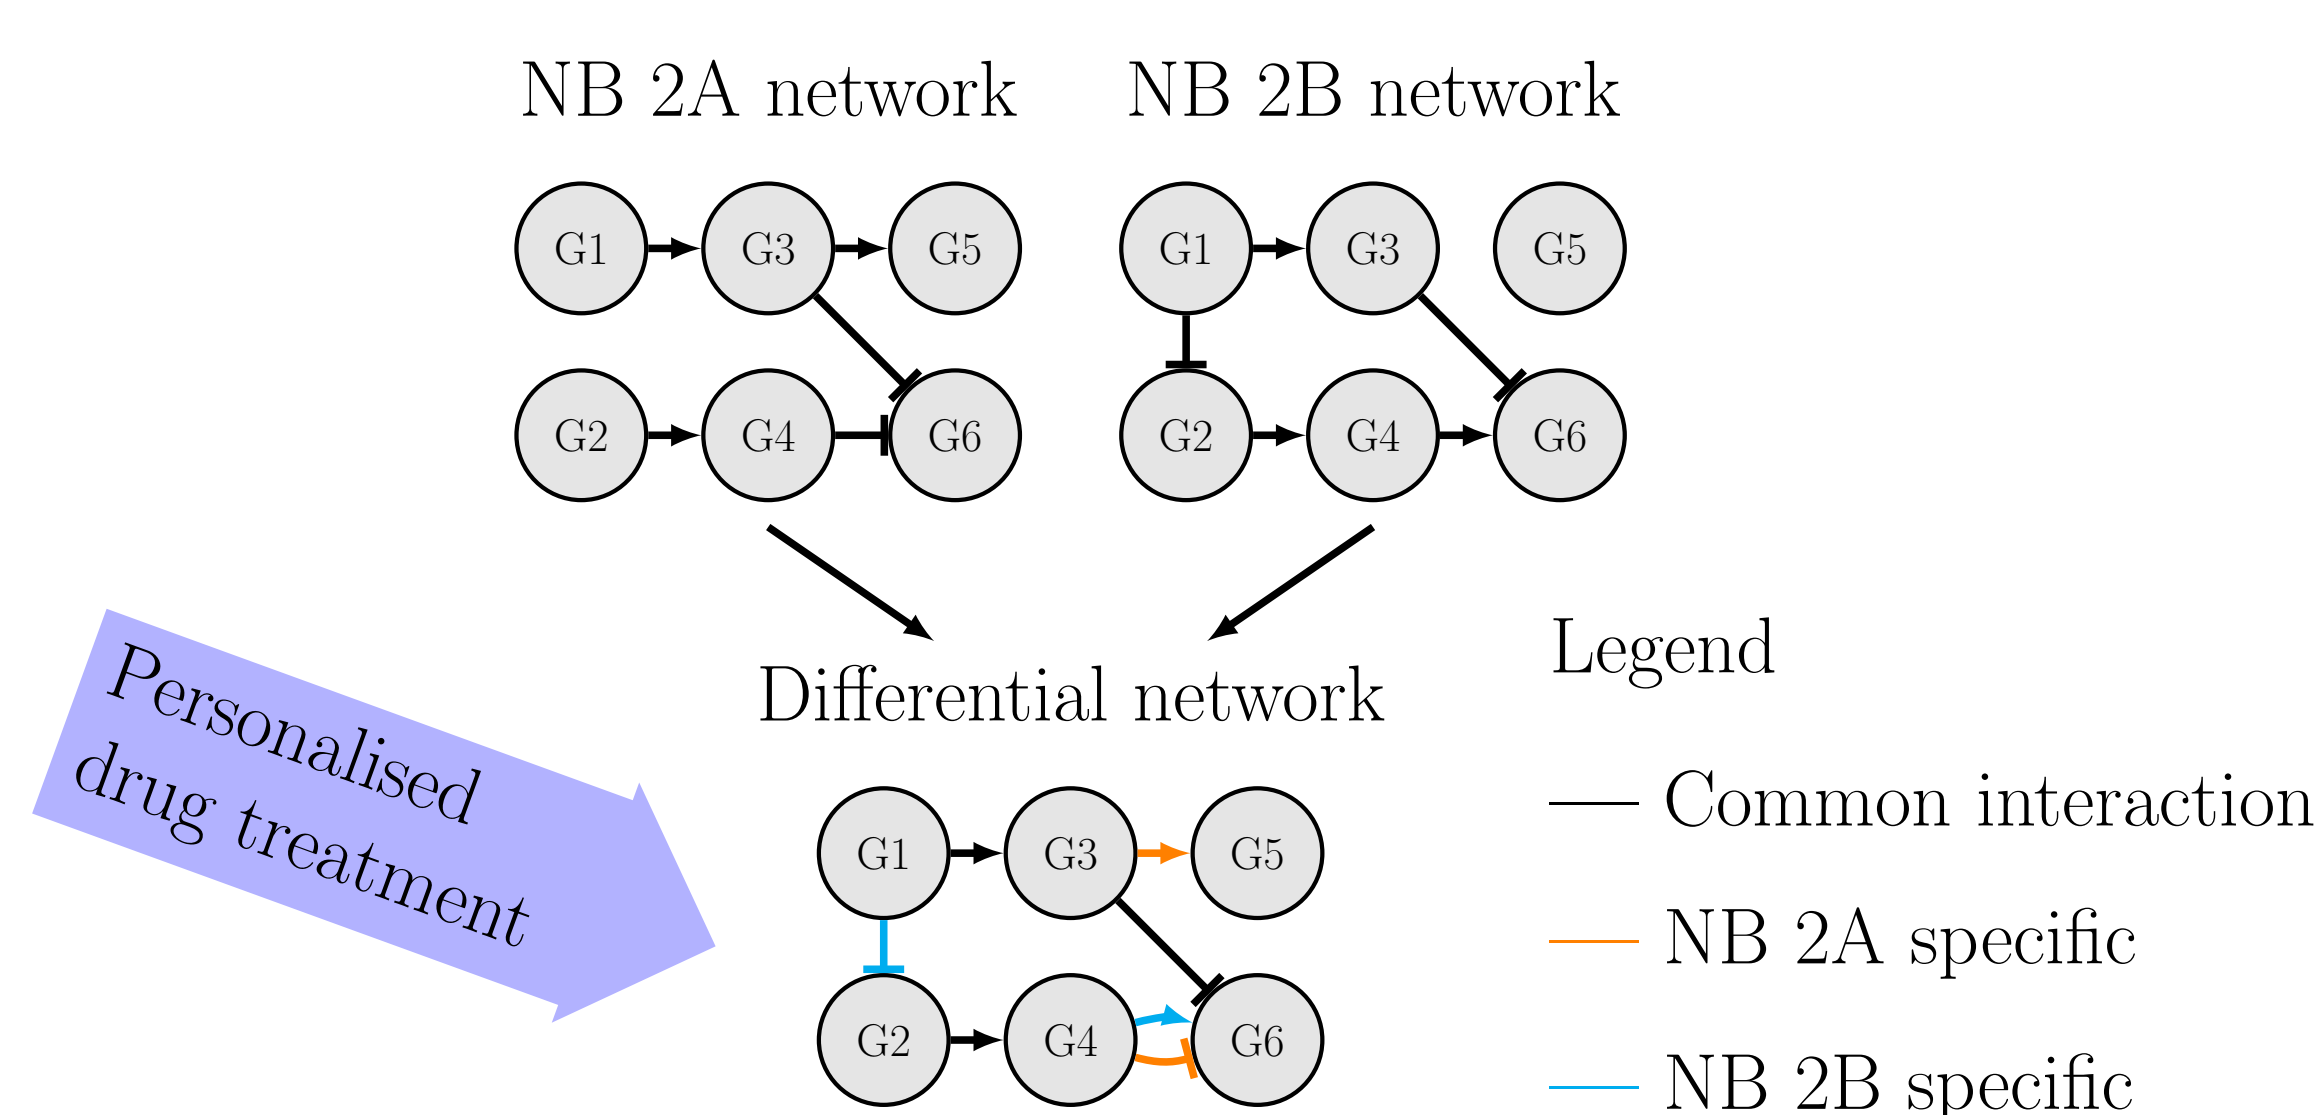 NB 2A network
NB 2B network
G1
G3
G5
G2
G4
G6
G1
G3
G5
G2
G4
G6
Personalised
drug treatment
Differential network
G1
G3
G5
G2
G4
G6
Legend
Common interaction
NB 2A specific
NB 2B specific